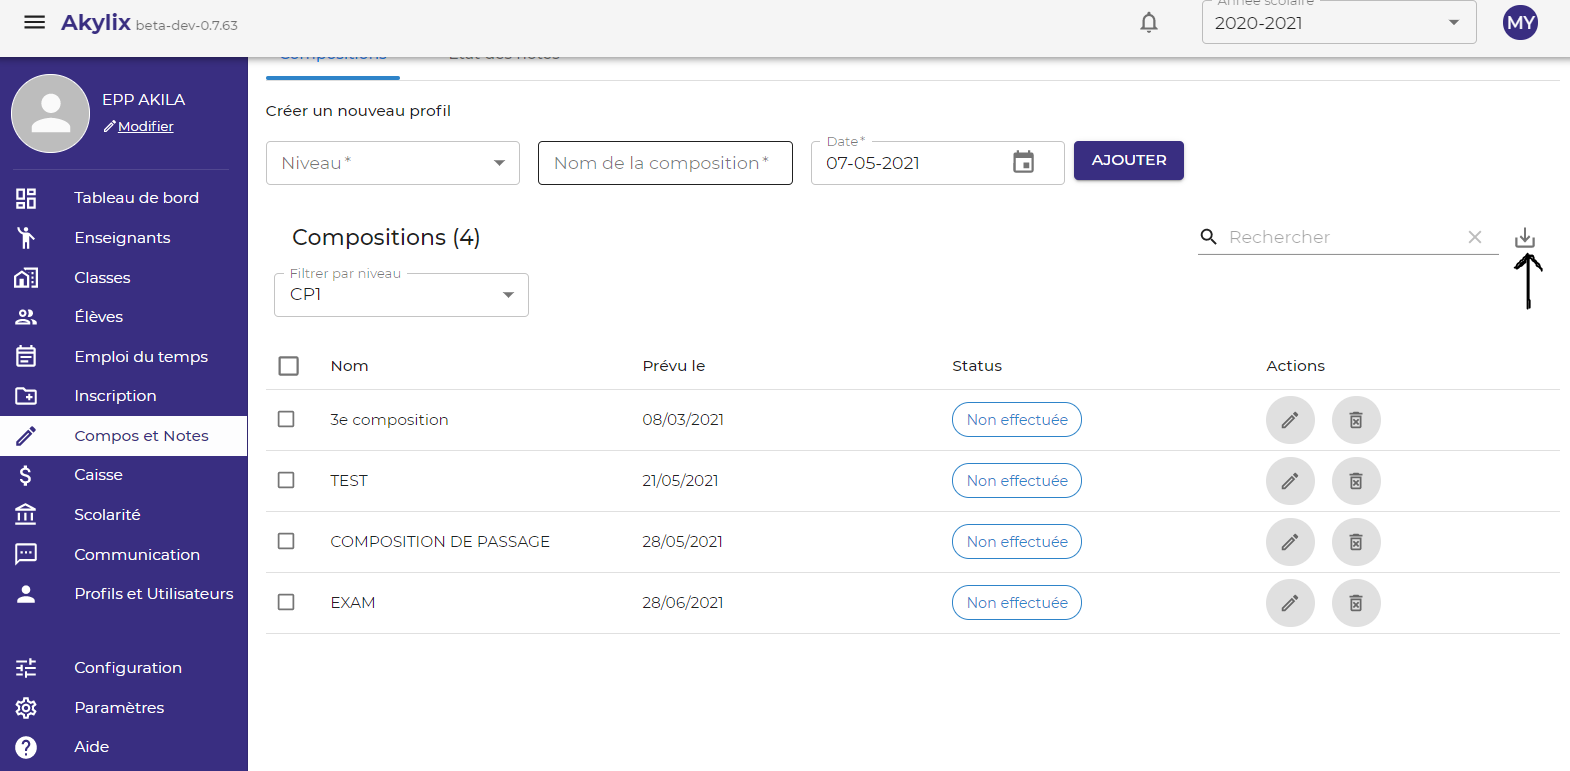 Akylix beta-dev-0.7.63
Année scolaire
2020-2021
MY
EPP AKILA
Modifier
Tableau de bord
Enseignants
Classes
Élèves
Emploi du temps
Inscription
Compos et Notes
Caisse
Scolarité
Communication
Profils et Utilisateurs
Configuration
Paramètres
Aide
Compositions État des notes
Créer un nouveau profil
Niveau*
Nom de la composition*
Date*
07-05-2021
AJOUTER
Compositions (4)
Rechercher
Filtrer par niveau
CP1
Nom Prévu le Status Actions
3e composition 08/03/2021 Non effectuée
TEST 21/05/2021 Non effectuée
COMPOSITION DE PASSAGE 28/05/2021 Non effectuée
EXAM 28/06/2021 Non effectuée